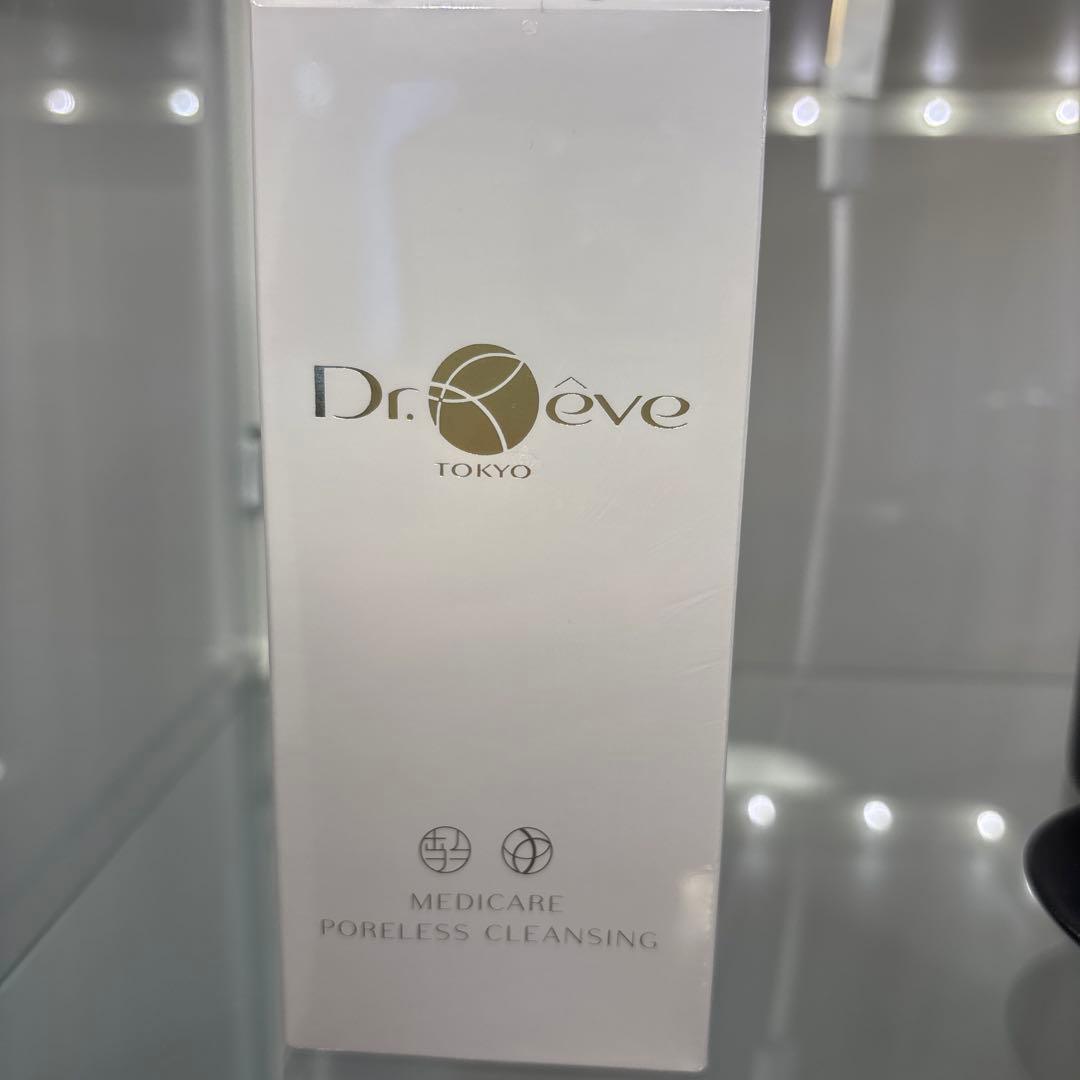 Dr. Rêve
TOKYO
MEDICARE
PORELESS CLEANSING